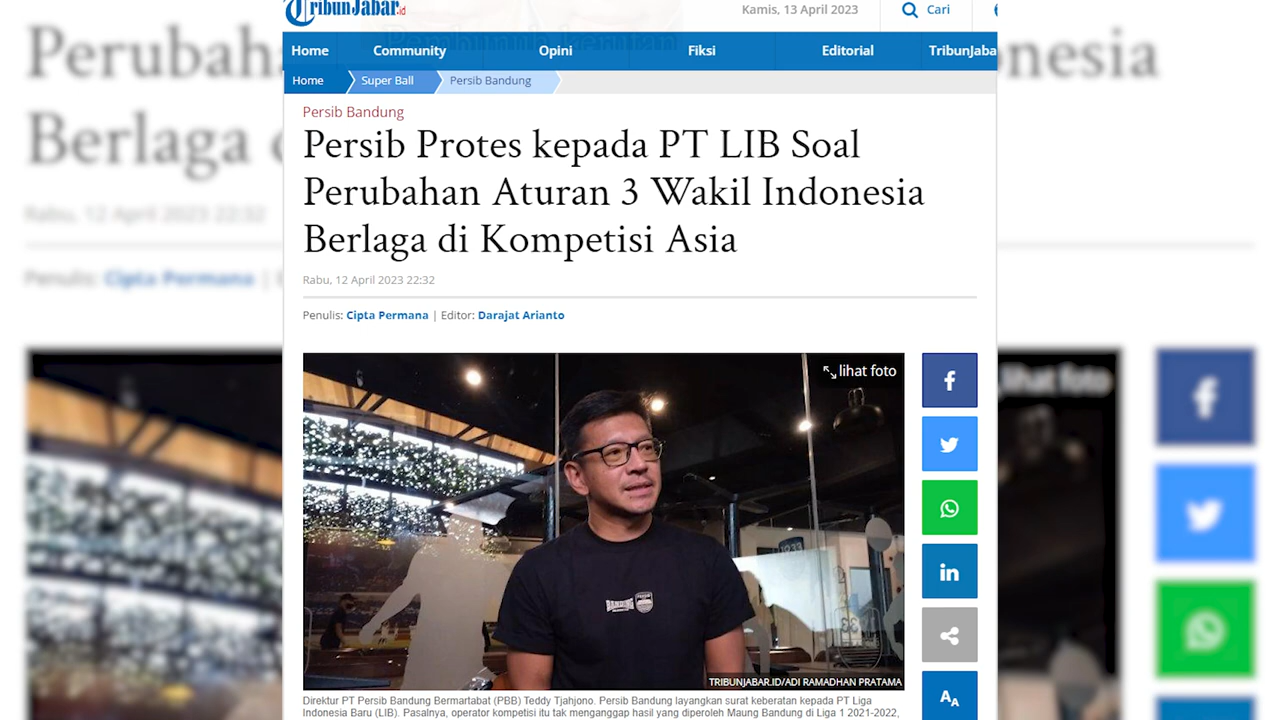 TribunJabar.id
Kamis, 13 April 2023
Cari
Home Community Opini Fiksi Editorial TribunJaba
Home Super Ball Persib Bandung
Persib Bandung
Persib Protes kepada PT LIB Soal
Perubahan Aturan 3 Wakil Indonesia
Berlaga di Kompetisi Asia
Rabu, 12 April 2023 22:32
Penulis: Cipta Permana | Editor: Darajat Arianto
lihat foto
BANDUNG
TRIBUNJABAR.ID/ADI RAMADHAN PRATAMA
Direktur PT Persib Bandung Bermartabat (PBB) Teddy Tjahjono. Persib Bandung layangkan surat keberatan kepada PT Liga
Indonesia Baru (LIB). Pasalnya, operator kompetisi itu tak menganggap hasil yang diperoleh Maung Bandung di Liga 1 2021-2022,
AA
Perubaha
onesia
Berlaga d
Rabu, 12 April 2023 22:32
Penulis: Cipta Permana | E
lihat foto